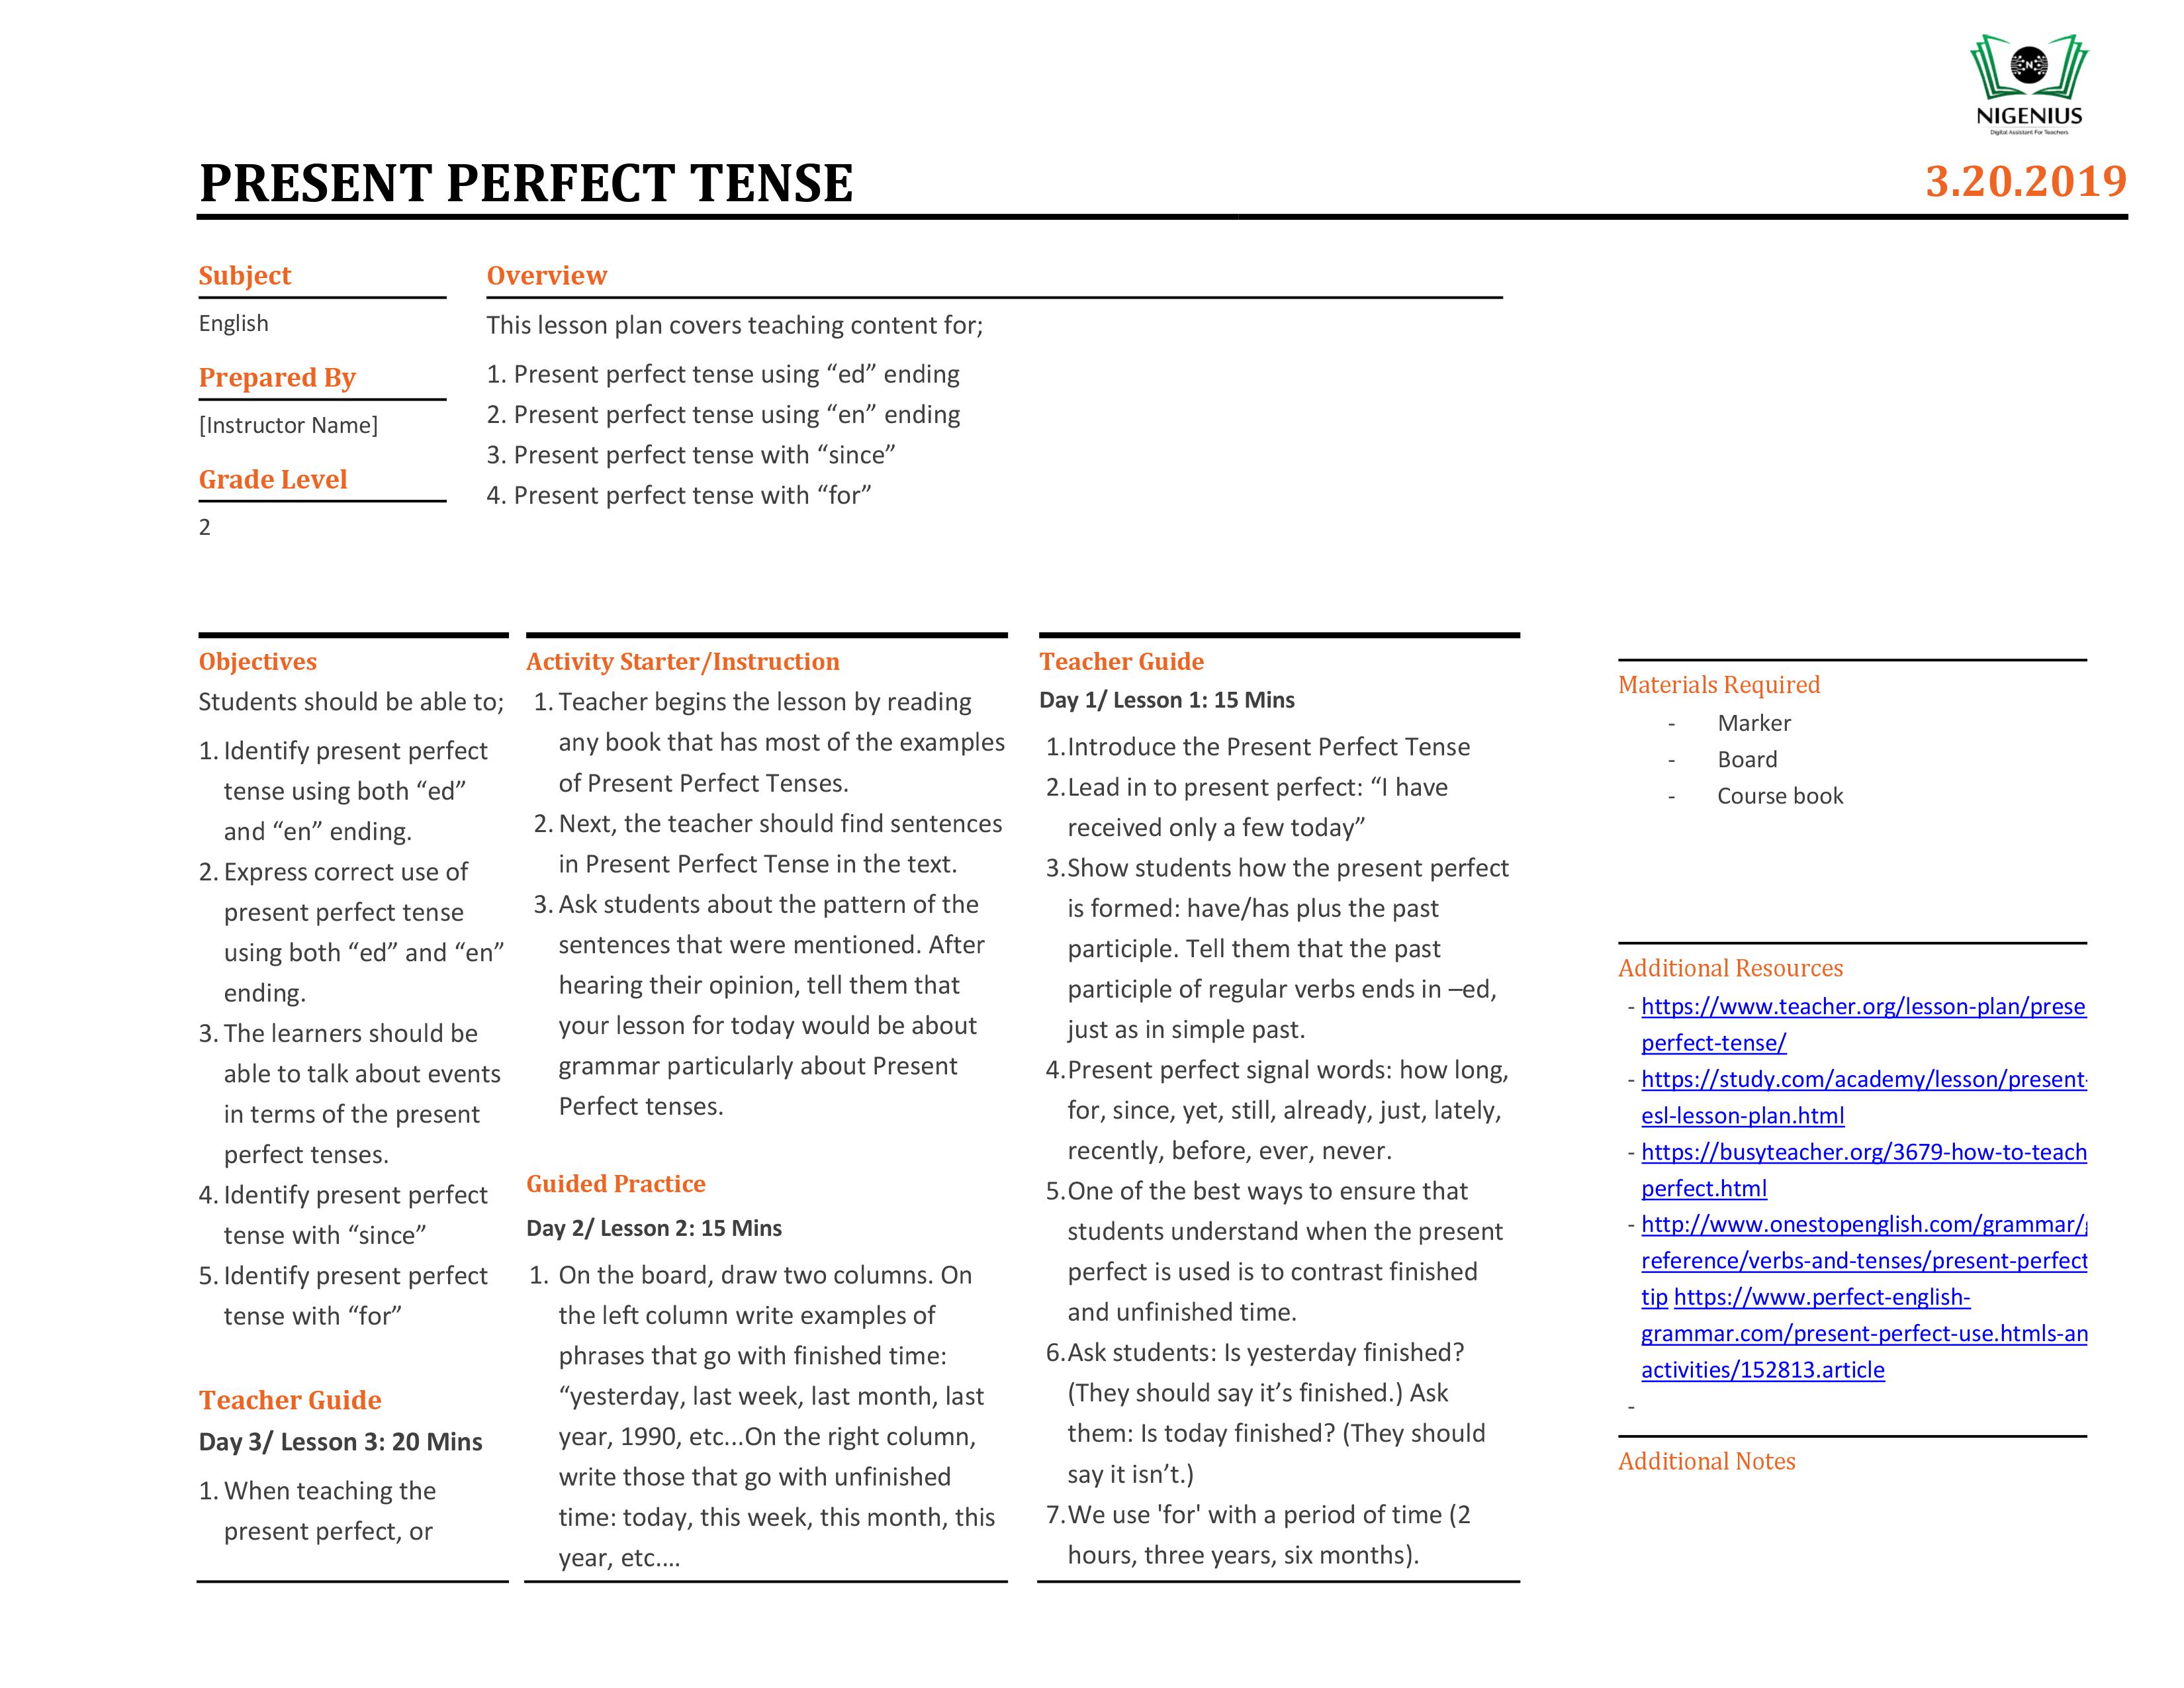 NIGENIUS
Digital Assistant For Teachers
PRESENT PERFECT TENSE
3.20.2019
Subject
English
Prepared By
[Instructor Name]
Grade Level
2
Overview
This lesson plan covers teaching content for;
1. Present perfect tense using “ed” ending
2. Present perfect tense using “en” ending
3. Present perfect tense with “since”
4. Present perfect tense with “for”
Objectives
Students should be able to;
1. Identify present perfect
tense using both “ed”
and “en” ending.
2. Express correct use of
present perfect tense
using both “ed” and “en”
ending.
3. The learners should be
able to talk about events
in terms of the present
perfect tenses.
4. Identify present perfect
tense with “since”
5. Identify present perfect
tense with “for”
Teacher Guide
Day 3/ Lesson 3: 20 Mins
1. When teaching the
present perfect, or
Activity Starter/Instruction
1. Teacher begins the lesson by reading
any book that has most of the examples
of Present Perfect Tenses.
2. Next, the teacher should find sentences
in Present Perfect Tense in the text.
3. Ask students about the pattern of the
sentences that were mentioned. After
hearing their opinion, tell them that
your lesson for today would be about
grammar particularly about Present
Perfect tenses.
Guided Practice
Day 2/ Lesson 2: 15 Mins
1. On the board, draw two columns. On
the left column write examples of
phrases that go with finished time:
“yesterday, last week, last month, last
year, 1990, etc...On the right column,
write those that go with unfinished
time: today, this week, this month, this
year, etc....
Teacher Guide
Day 1/ Lesson 1: 15 Mins
1.Introduce the Present Perfect Tense
2.Lead in to present perfect: “I have
received only a few today”
3.Show students how the present perfect
is formed: have/has plus the past
participle. Tell them that the past
participle of regular verbs ends in –ed,
just as in simple past.
4.Present perfect signal words: how long,
for, since, yet, still, already, just, lately,
recently, before, ever, never.
5.One of the best ways to ensure that
students understand when the present
perfect is used is to contrast finished
and unfinished time.
6.Ask students: Is yesterday finished?
(They should say it’s finished.) Ask
them: Is today finished? (They should
say it isn’t.)
7.We use 'for' with a period of time (2
hours, three years, six months).
Materials Required
- Marker
- Board
- Course book
Additional Resources
- https://www.teacher.org/lesson-plan/prese
perfect-tense/
- https://study.com/academy/lesson/present-
esl-lesson-plan.html
- https://busyteacher.org/3679-how-to-teach
perfect.html
- http://www.onestopenglish.com/grammar/
reference/verbs-and-tenses/present-perfect
tip https://www.perfect-english-
grammar.com/present-perfect-use.htmls-an
activities/152813.article
-
Additional Notes